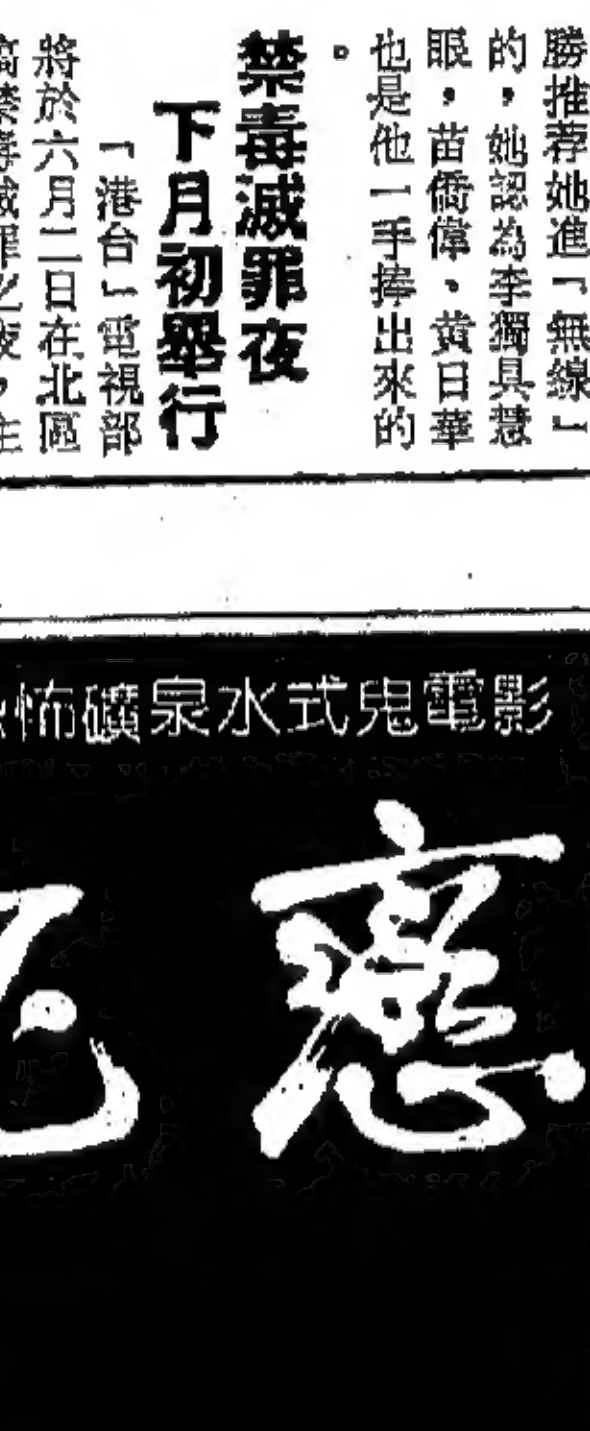 勝推荐她進「無線」
的，她認為李獨具慧
眼，苗僑偉、黃日華
也是他一手捧出來的
。
禁毒滅罪夜
下月初舉行
「港台」電視部
將於六月二日在北區
禁毒滅罪之夜，主
怖礦泉水式鬼電影
戀